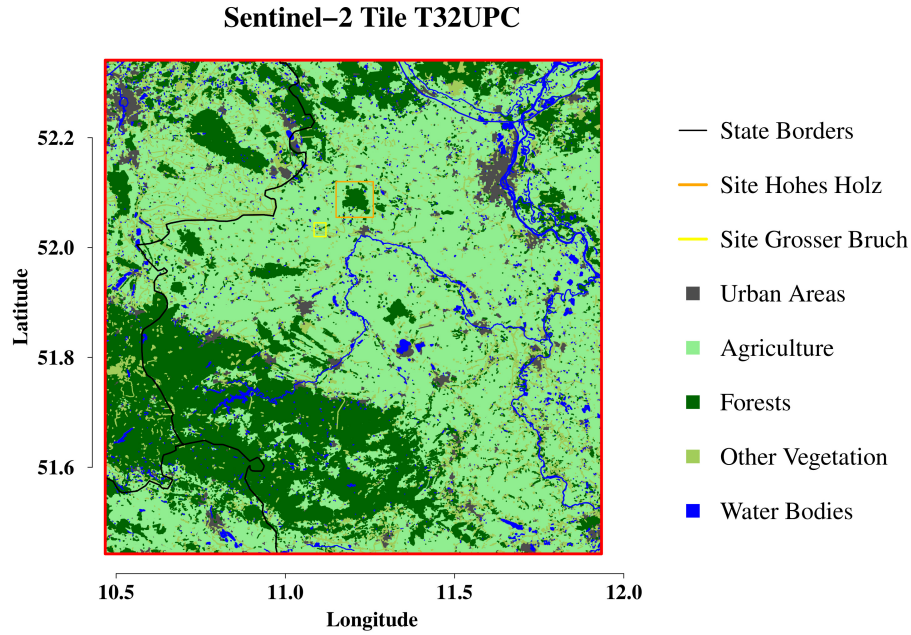 Sentinel−2 Tile T32UPC
52.2
52.0
51.8
51.6
Latitude
10.5
11.0
11.5
12.0
Longitude
State Borders
Site Hohes Holz
Site Grosser Bruch
Urban Areas
Agriculture
Forests
Other Vegetation
Water Bodies